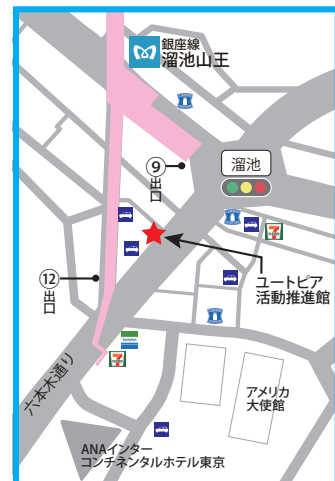 銀座線
溜池山王
⑨
出口
溜池
ユートピア
活動推進館
⑫
出口
六本木通り
アメリカ
大使館
ANAインター
コンチネンタルホテル東京